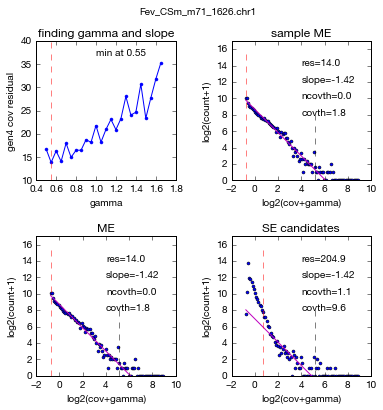 Fev_CSm_m71_1626.chr1
finding gamma and slope
min at 0.55
gen4 cov residual
40
35
30
25
20
15
10
0.4 0.6 0.8 1.0 1.2 1.4 1.6 1.8
gamma
sample ME
res=14.0
slope=-1.42
ncovth=0.0
covth=1.8
log2(count+1)
16
14
12
10
8
6
4
2
0
−2 0 2 4 6 8 10
log2(cov+gamma)
ME
res=14.0
slope=-1.42
ncovth=0.0
covth=1.8
log2(count+1)
16
14
12
10
8
6
4
2
0
−2 0 2 4 6 8 10
log2(cov+gamma)
SE candidates
res=204.9
slope=-1.42
ncovth=1.1
covth=9.6
log2(count+1)
16
14
12
10
8
6
4
2
0
−2 0 2 4 6 8 10
log2(cov+gamma)